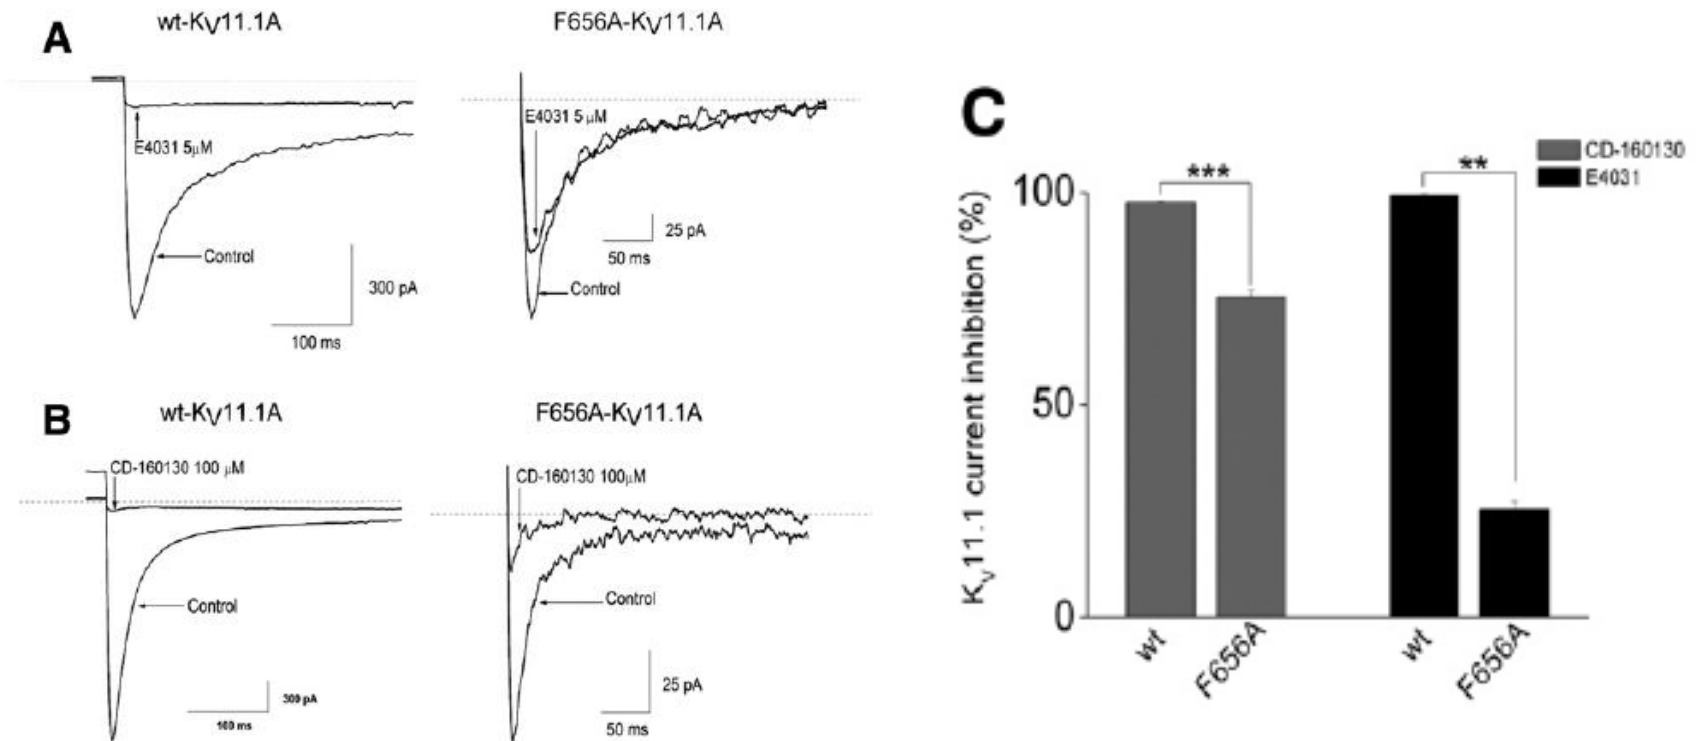 A
wt-KV11.1A
F656A-KV11.1A
E4031 5μM
Control
300 pA
100 ms
E4031 5 μM
25 pA
50 ms
Control
B
wt-KV11.1A
F656A-KV11.1A
CD-160130 100 μM
Control
300 pA
100 ms
CD-160130 100μM
Control
25 pA
50 ms
C
CD-160130
E4031
KV11.1 current inhibition (%)
100
50
0
***
**
wt
F656A
wt
F656A